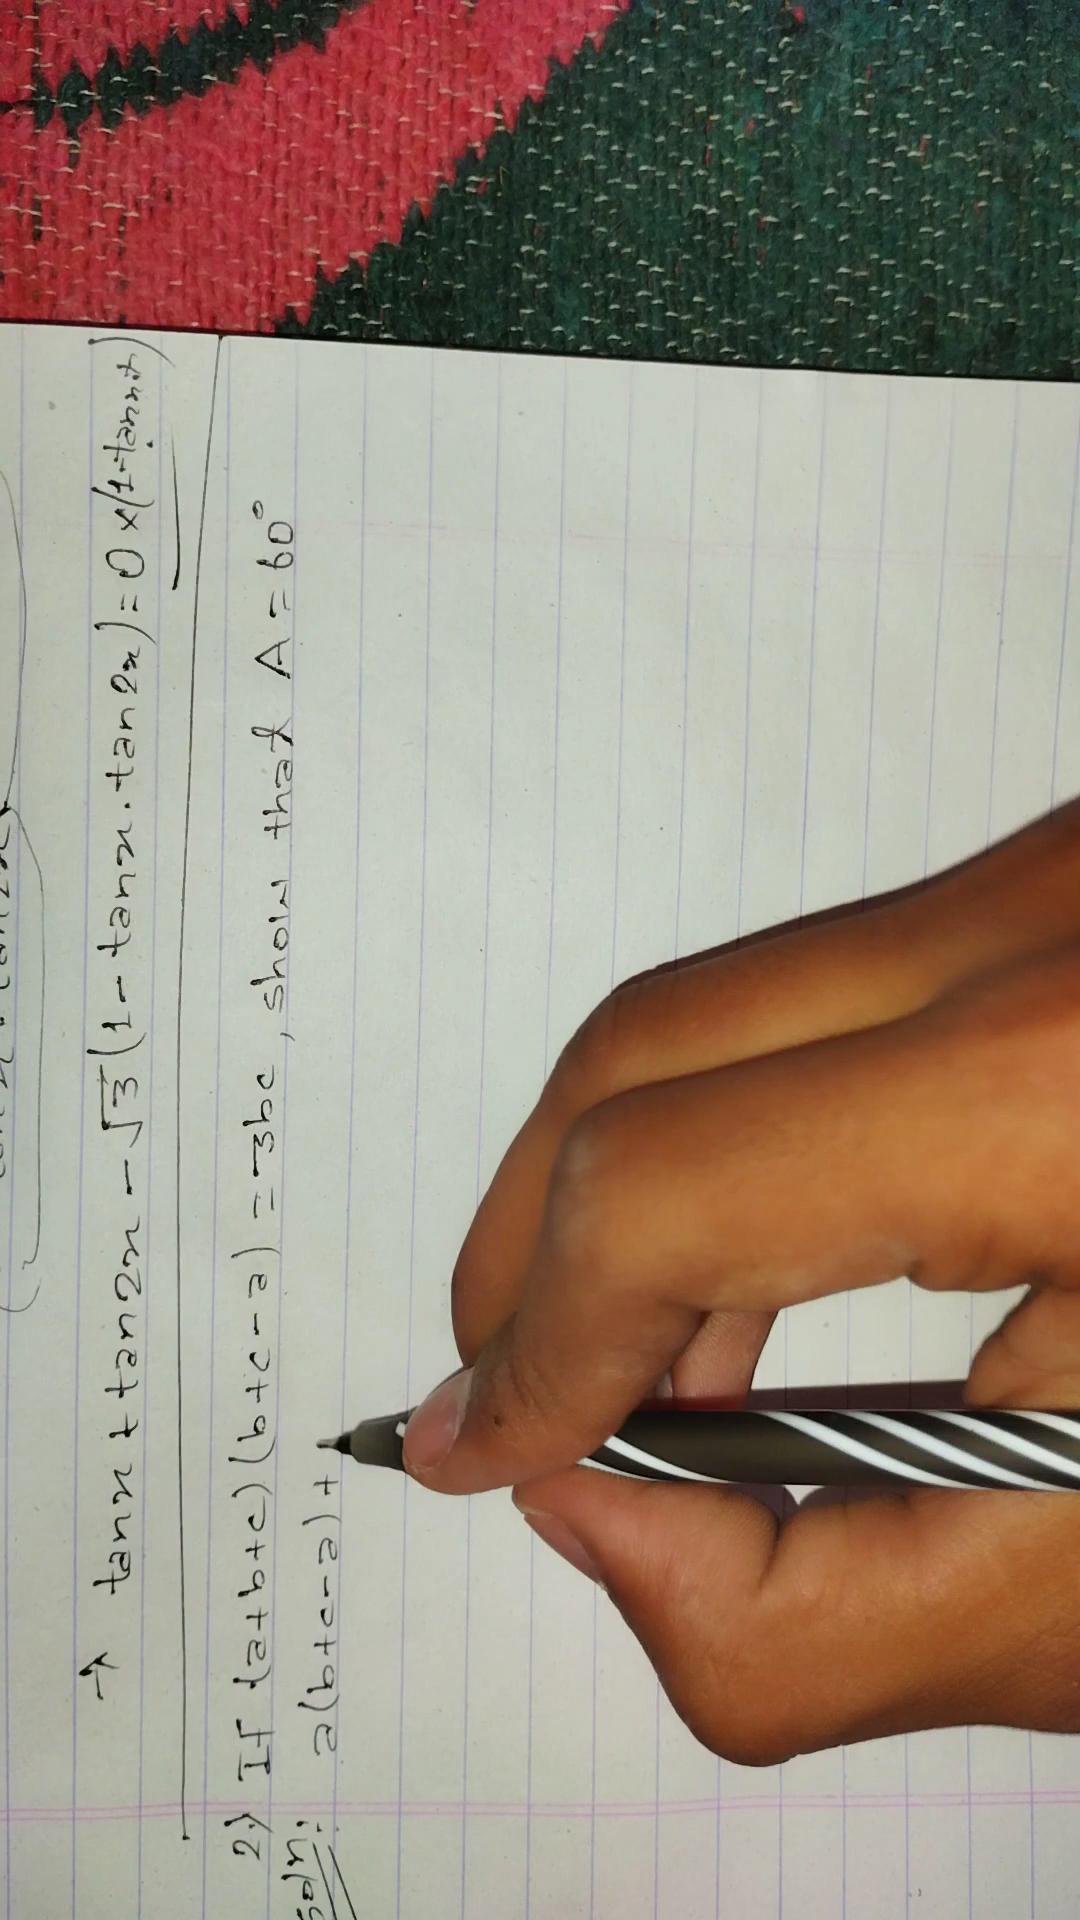 → tanx + tan2x - √3(1 - tanx . tan2x) = 0 x (1-tanx
2) If (a+b+c)(b+c-a) = 3bc, show that A = 60°
Soln: a(b+c-a) +